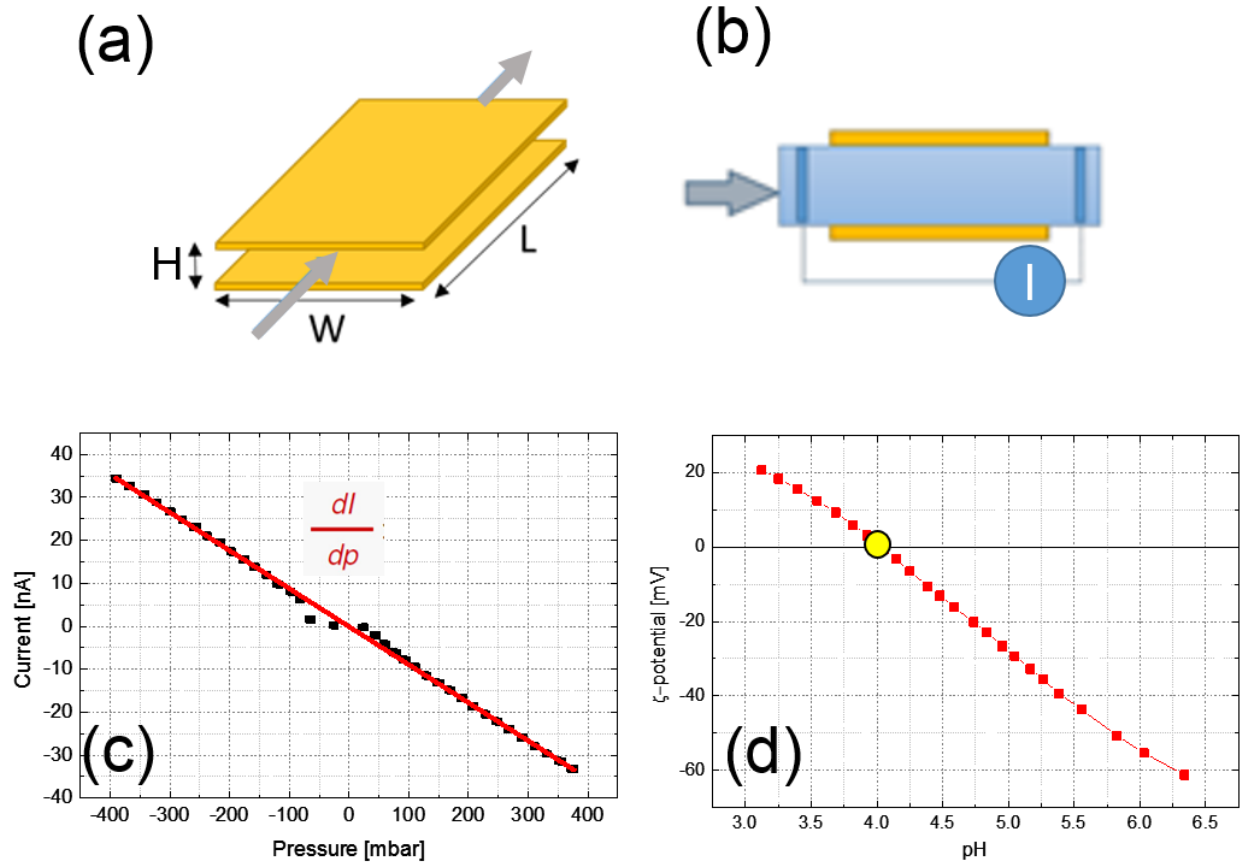 (a)
H
W
L
(b)
I
40
30
20
10
0
-10
-20
-30
-40
Current [nA]
dI
dp
(c)
-400 -300 -200 -100 0 100 200 300 400
Pressure [mbar]
20
0
-20
-40
-60
ζ-potential [mV]
(d)
3.0 3.5 4.0 4.5 5.0 5.5 6.0 6.5
pH